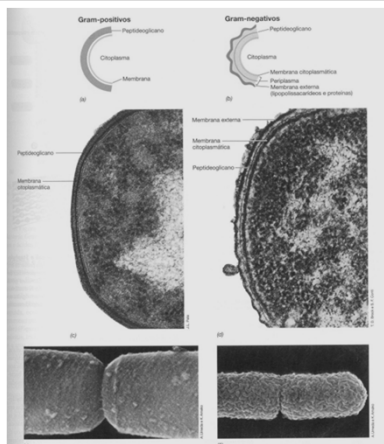 Gram-positivos
Peptideoglicano
Citoplasma
Membrana
(a)
Gram-negativos
Peptideoglicano
Citoplasma
Membrana citoplasmática
Periplasma
Membrana externa
(lipopolissacarídeos e proteínas)
(b)
Peptideoglicano
Membrana
citoplasmática
(c)
Membrana externa
Membrana
citoplasmática
Peptideoglicano
(d)